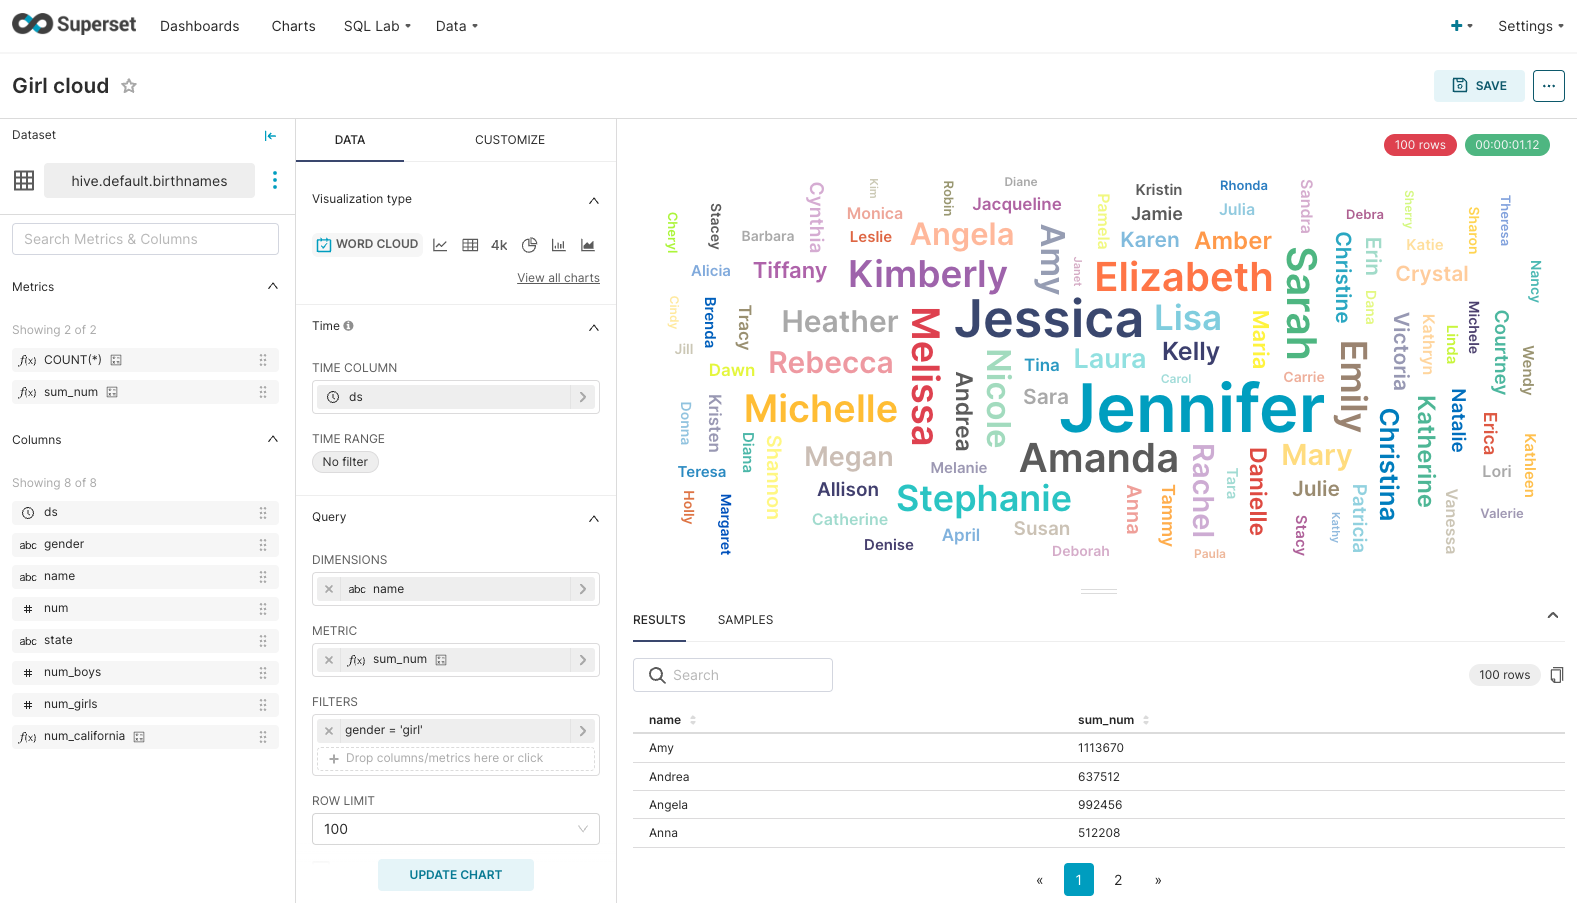 Superset
Dashboards
Charts
SQL Lab
Data
Settings
Girl cloud
SAVE
Dataset
hive.default.birthnames
Search Metrics & Columns
Metrics
Showing 2 of 2
f(x) COUNT(*)
f(x) sum_num
Columns
Showing 8 of 8
ds
abc gender
abc name
# num
abc state
# num_boys
# num_girls
f(x) num_california
DATA
CUSTOMIZE
Visualization type
WORD CLOUD
4k
View all charts
Time
TIME COLUMN
ds
TIME RANGE
No filter
Query
DIMENSIONS
abc name
METRIC
f(x) sum_num
FILTERS
gender = 'girl'
Drop columns/metrics here or click
ROW LIMIT
100
UPDATE CHART
100 rows
00:00:01.12
Kim
Diane
Robin
Cynthia
Kristin
Rhonda
Sandra
Sherry
Theresa
Cheryl
Stacey
Monica
Jacqueline
Pamela
Jamie
Julia
Debra
Sharon
Barbara
Leslie
Angela
Amy
Karen
Amber
Christine
Erin
Katie
Alicia
Tiffany
Kimberly
Janet
Elizabeth
Sarah
Crystal
Nancy
Cindy
Brenda
Tracy
Heather
Melissa
Jessica
Lisa
Maria
Dana
Victoria
Kathryn
Linda
Michele
Courtney
Jill
Dawn
Rebecca
Nicole
Tina
Laura
Kelly
Carol
Carrie
Emily
Wendy
Donna
Kristen
Michelle
Andrea
Sara
Jennifer
Christina
Katherine
Natalie
Erica
Kathleen
Diana
Shannon
Megan
Melanie
Amanda
Rachel
Tara
Danielle
Mary
Lori
Teresa
Allison
Stephanie
Anna
Tammy
Julie
Patricia
Vanessa
Valerie
Holly
Margaret
Catherine
Denise
April
Susan
Deborah
Paula
Stacy
Kathy
RESULTS
SAMPLES
Search
100 rows
name
sum_num
Amy
1113670
Andrea
637512
Angela
992456
Anna
512208
« 1 2 »